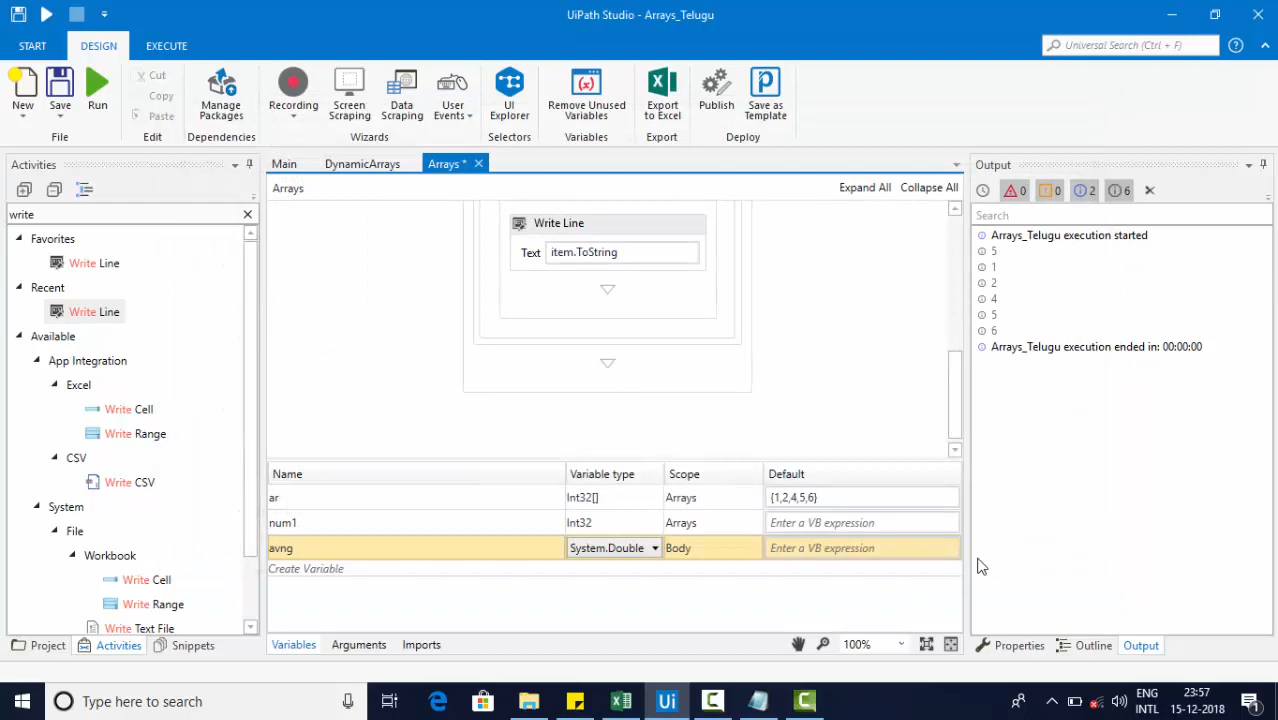 UiPath Studio - Arrays_Telugu
START
DESIGN
EXECUTE
Universal Search (Ctrl + F)
New
Save
Run
Cut
Copy
Paste
Manage Packages
Recording
Screen Scraping
Data Scraping
User Events
UI Explorer
Remove Unused Variables
Export to Excel
Publish
Save as Template
File
Edit
Dependencies
Wizards
Selectors
Variables
Export
Deploy
Activities
Main
DynamicArrays
Arrays *
Output
Arrays
Expand All
Collapse All
0
0
2
6
write
Search
Favorites
Write Line
Recent
Write Line
Available
App Integration
Excel
Write Cell
Write Range
CSV
Write CSV
System
File
Workbook
Write Cell
Write Range
Write Text File
Write Line
Text
item.ToString
Arrays_Telugu execution started
5
1
2
4
5
6
Arrays_Telugu execution ended in: 00:00:00
Name
Variable type
Scope
Default
ar
Int32[]
Arrays
{1,2,4,5,6}
num1
Int32
Arrays
Enter a VB expression
avng
System.Double
Body
Enter a VB expression
Create Variable
Project
Activities
Snippets
Variables
Arguments
Imports
100%
Properties
Outline
Output
Type here to search
ENG
INTL
23:57
15-12-2018
1